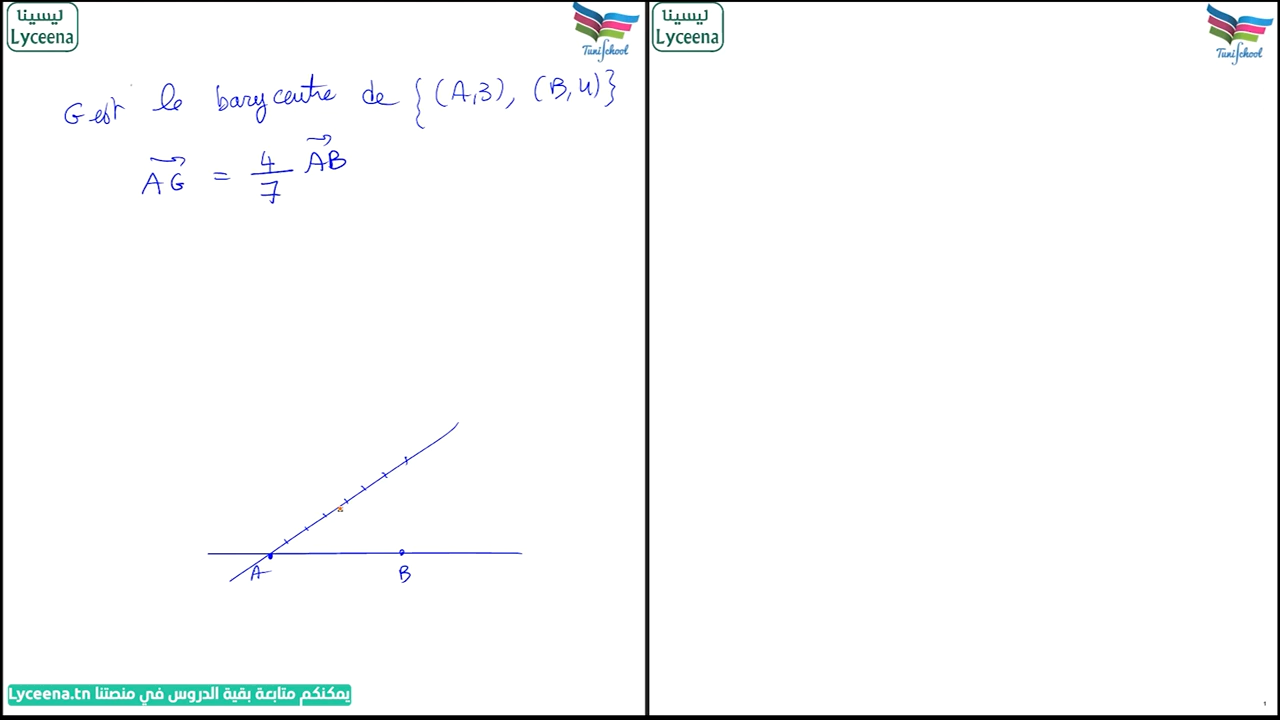 ليسينا
Lyceena
TuniSchool
ليسينا
Lyceena
TuniSchool
G est le barycentre de {(A,3), (B,4)}
AG = 4/7 AB
A
B
يمكنكم متابعة بقية الدروس في منصتنا Lyceena.tn
1